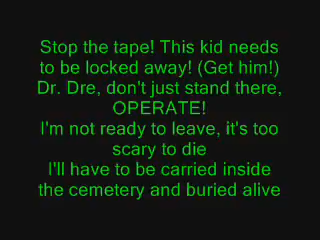 Stop the tape! This kid needs
to be locked away! (Get him!)
Dr. Dre, don't just stand there,
OPERATE!
I'm not ready to leave, it's too
scary to die
I'll have to be carried inside
the cemetery and buried alive